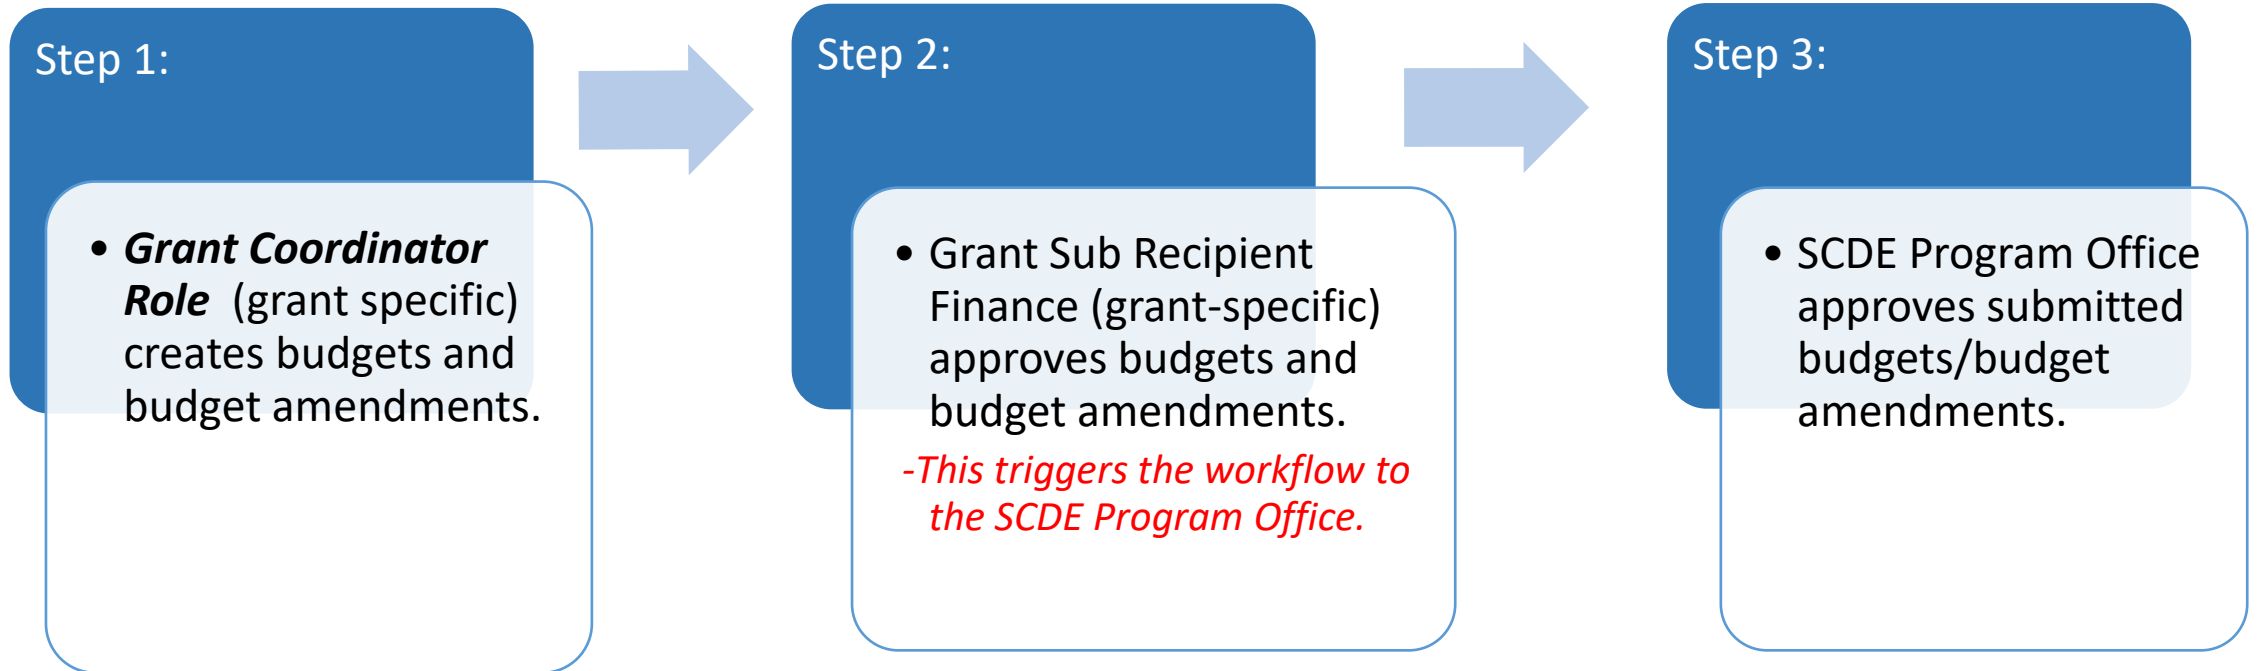 Step 1:
• Grant Coordinator
Role (grant specific)
creates budgets and
budget amendments.
Step 2:
• Grant Sub Recipient
Finance (grant-specific)
approves budgets and
budget amendments.
-This triggers the workflow to
the SCDE Program Office.
Step 3:
• SCDE Program Office
approves submitted
budgets/budget
amendments.